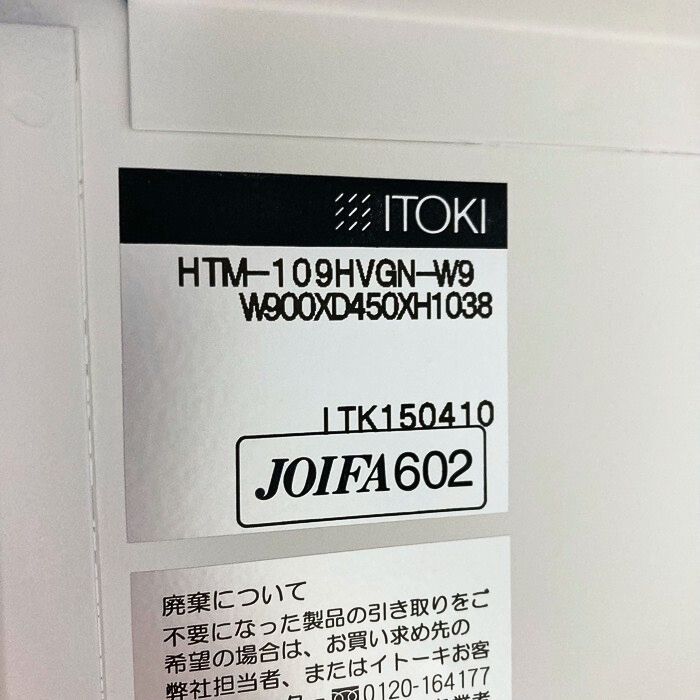 ITOKI
HTM-109HVGN-W9
W900XD450XH1038
ITK150410
JOIFA602
廃棄について
不要になった製品の引き取りをご
希望の場合は、お買い求め先の
弊社担当者、またはイトーキお客
0120-164177